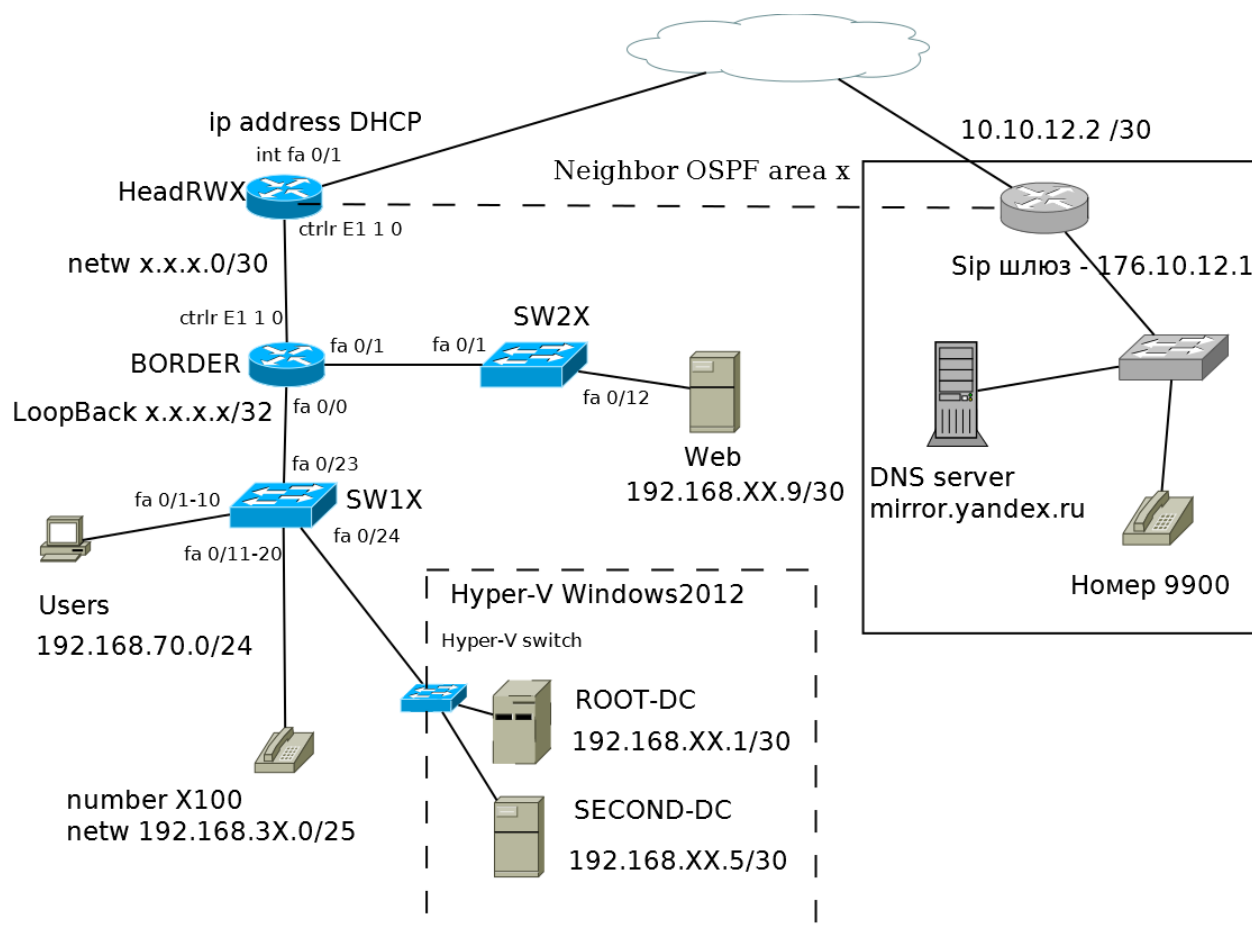 ip address DHCP
int fa 0/1
HeadRWX
ctrlr E1 1 0
netw x.x.x.0/30
ctrlr E1 1 0
BORDER
fa 0/1
fa 0/1
SW2X
fa 0/12
LoopBack x.x.x.x/32
fa 0/0
Web
192.168.XX.9/30
fa 0/23
SW1X
fa 0/1-10
fa 0/24
fa 0/11-20
Users
192.168.70.0/24
number X100
netw 192.168.3X.0/25
Hyper-V Windows2012
Hyper-V switch
ROOT-DC
192.168.XX.1/30
SECOND-DC
192.168.XX.5/30
Neighbor OSPF area x
10.10.12.2 /30
Sip шлюз - 176.10.12.1
DNS server
mirror.yandex.ru
Номер 9900